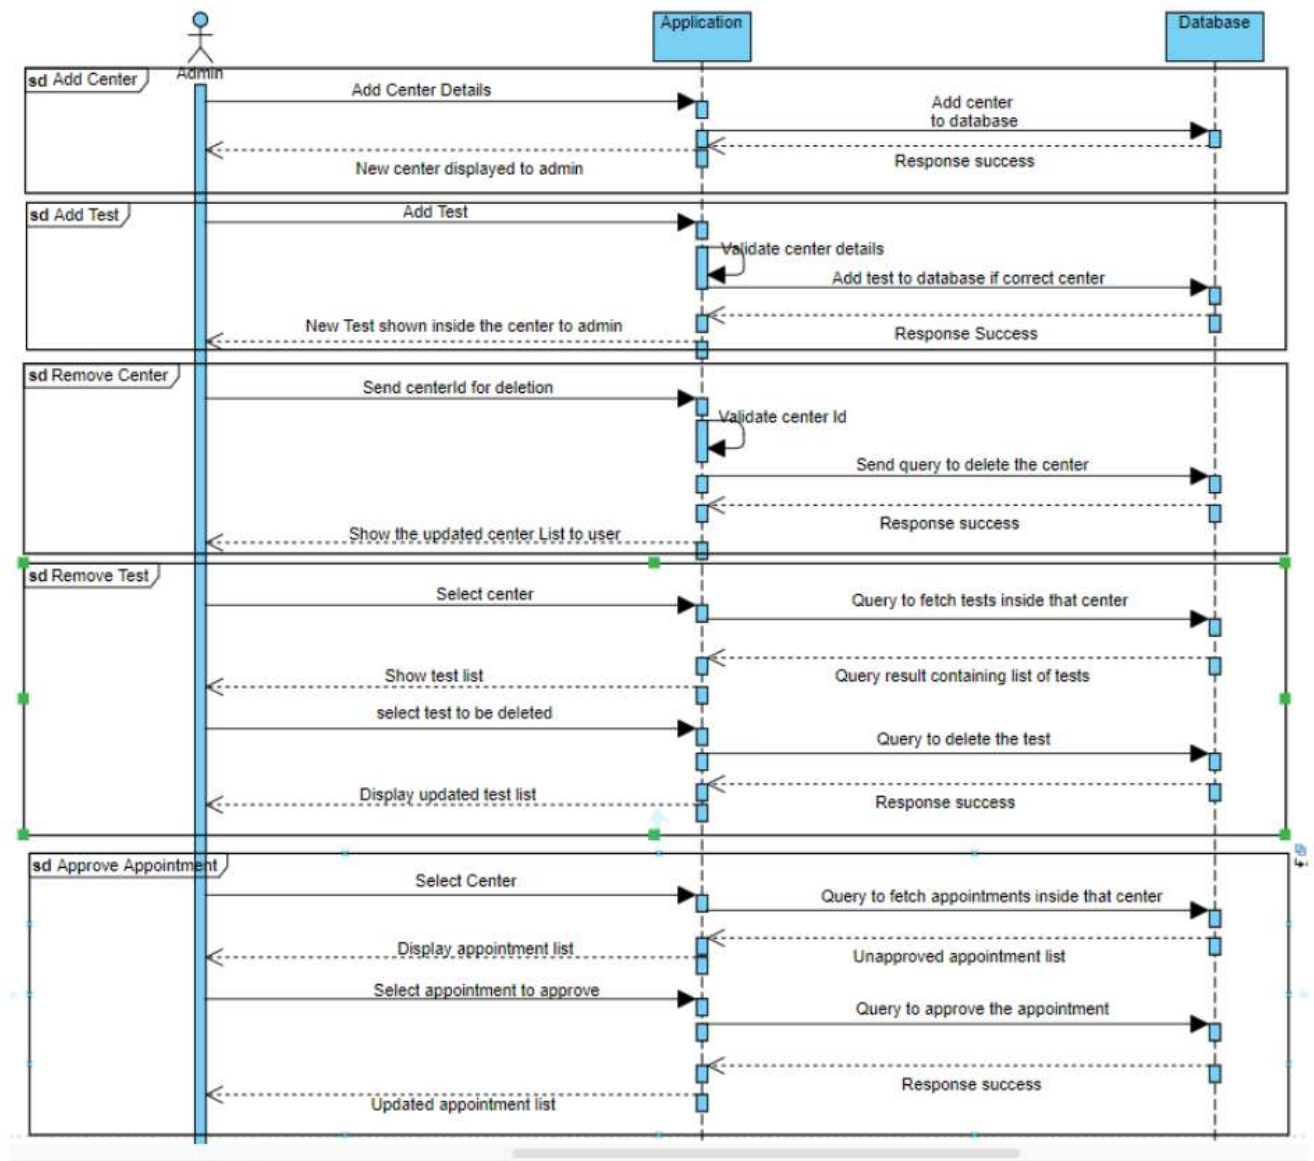 Application
Database
Admin
sd Add Center
Add Center Details
Add center
to database
Response success
New center displayed to admin
sd Add Test
Add Test
Validate center details
Add test to database if correct center
New Test shown inside the center to admin
Response Success
sd Remove Center
Send centerId for deletion
Validate center Id
Send query to delete the center
Response success
Show the updated center List to user
sd Remove Test
Select center
Query to fetch tests inside that center
Show test list
Query result containing list of tests
select test to be deleted
Query to delete the test
Display updated test list
Response success
sd Approve Appointment
Select Center
Query to fetch appointments inside that center
Display appointment list
Unapproved appointment list
Select appointment to approve
Query to approve the appointment
Response success
Updated appointment list